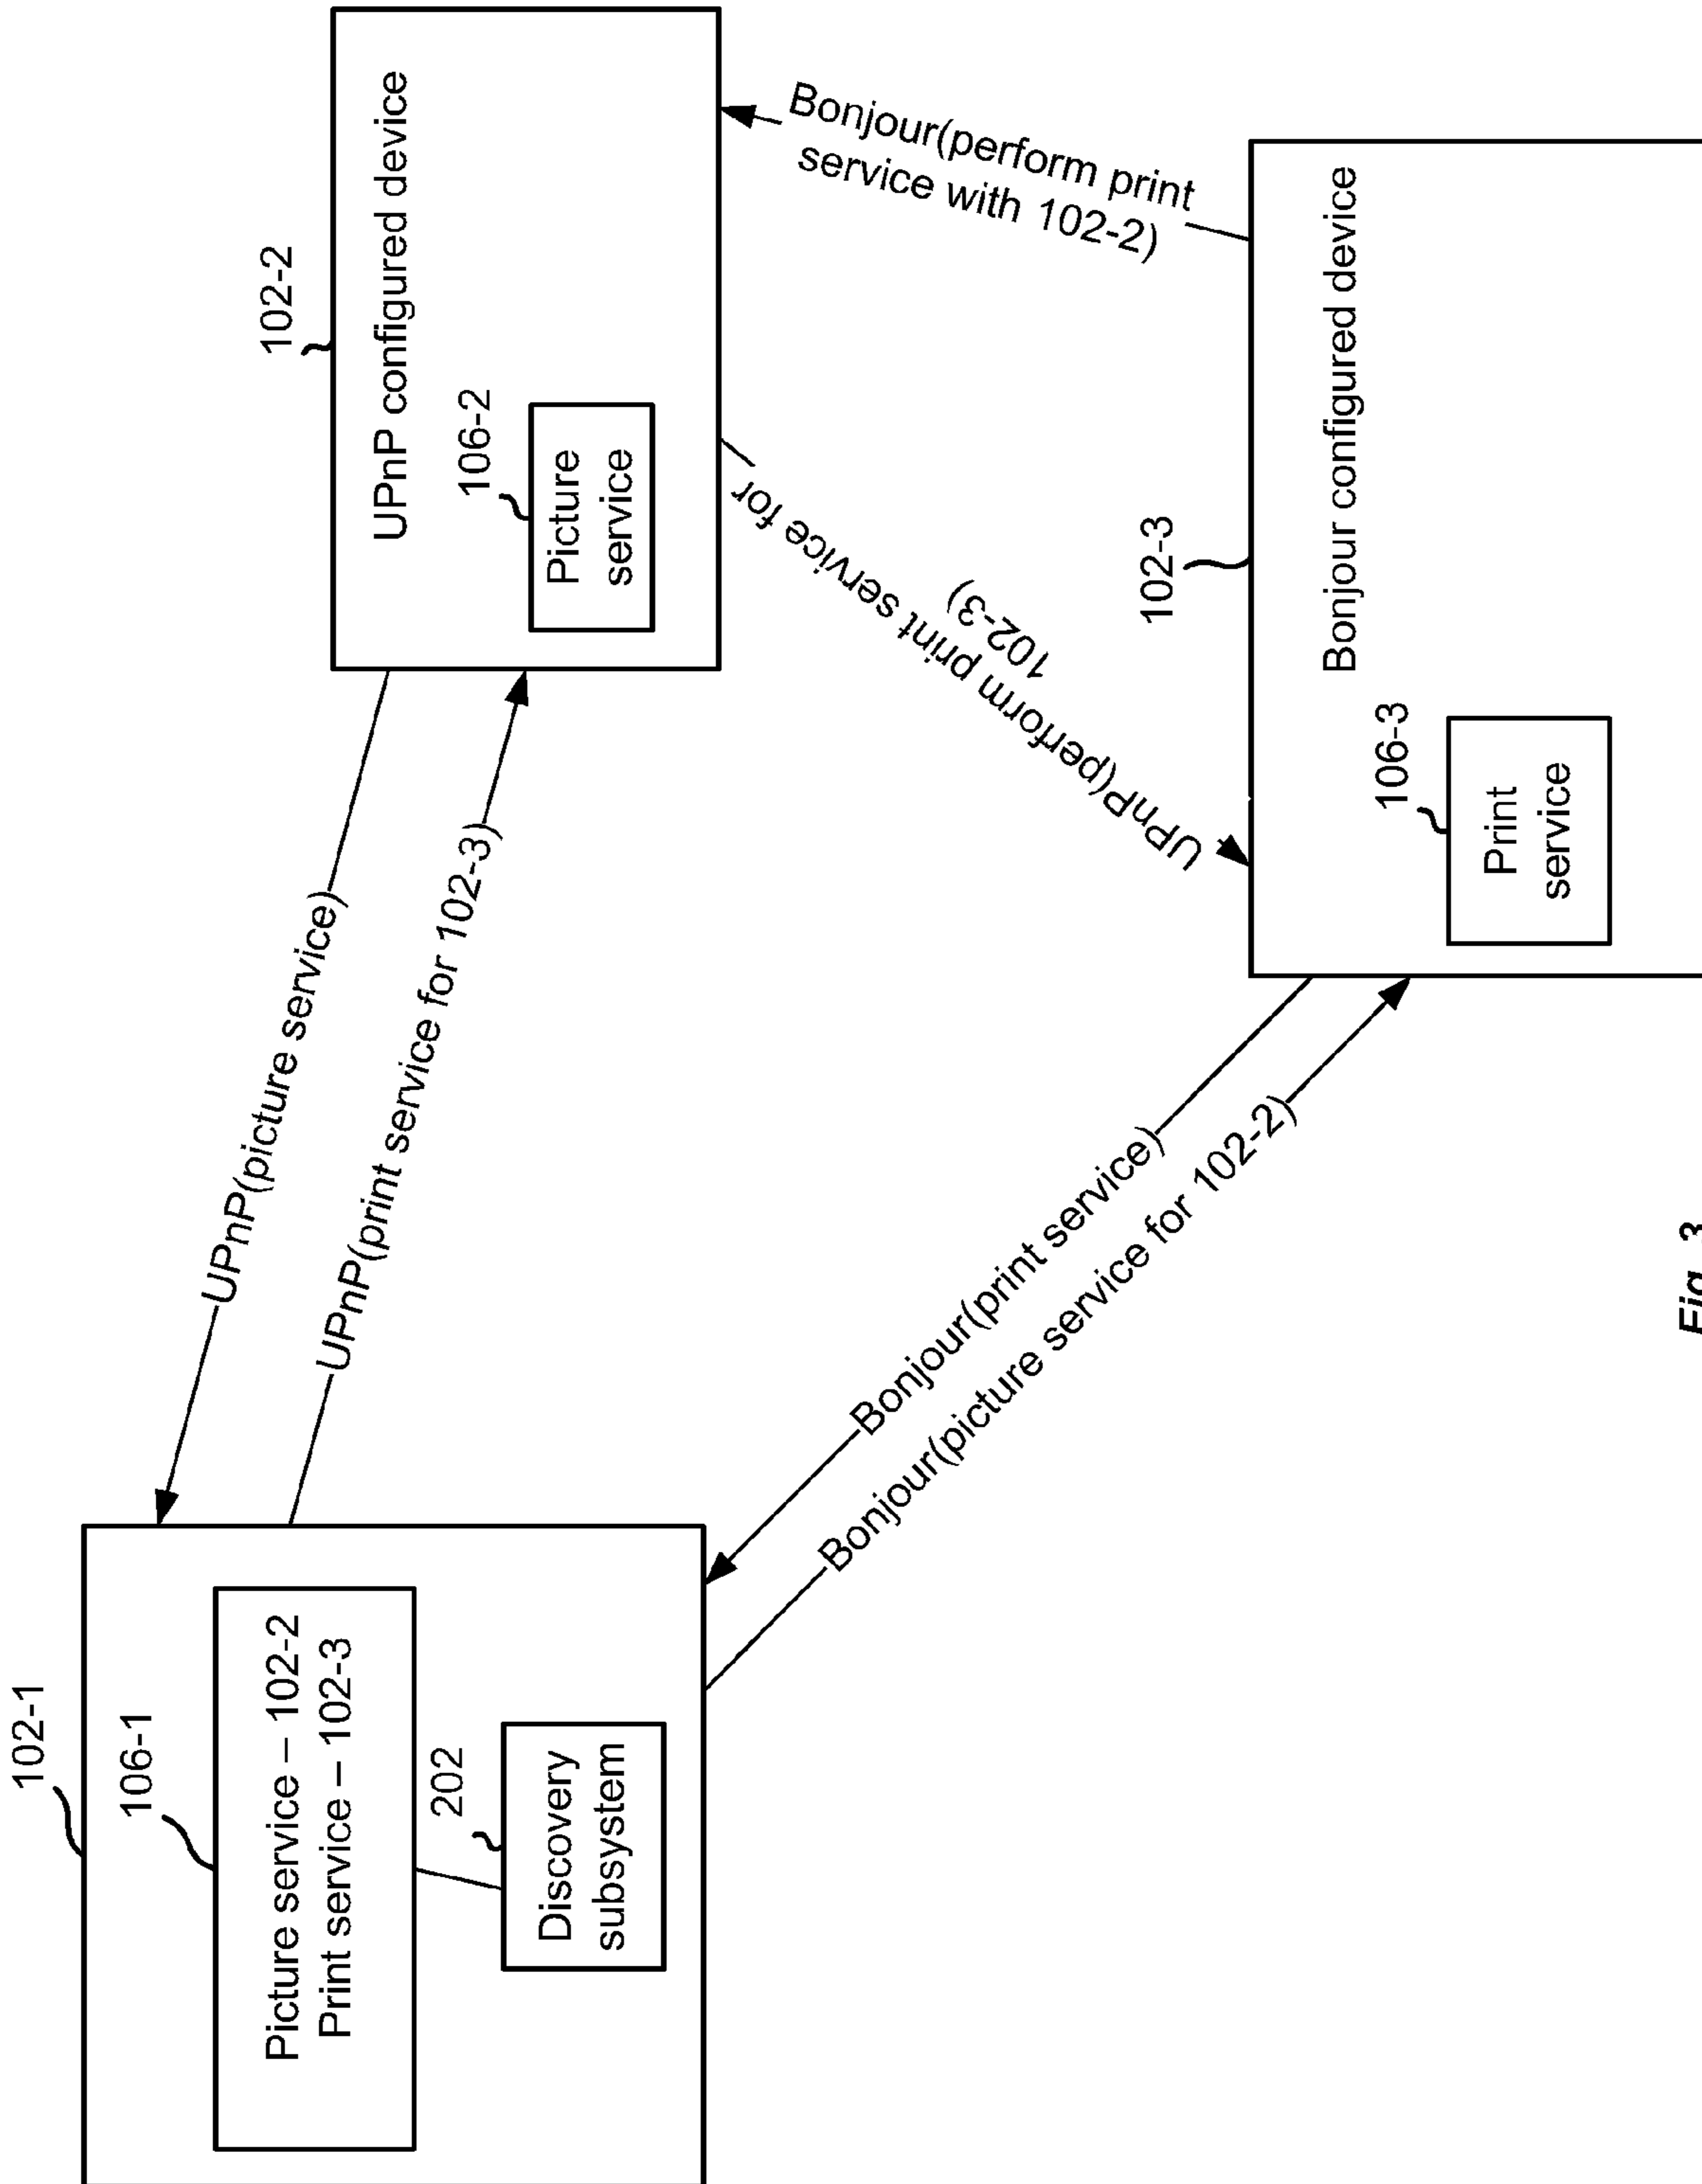 102-1
106-1
Picture service – 102-2
Print service – 102-3
202
Discovery
subsystem
UPnP(picture service)
UPnP(print service for 102-3)
102-2
UPnP configured device
106-2
Picture
service
Bonjour(print service)
Bonjour(picture service for 102-2)
UPnP(perform print service for
102-3)
Bonjour(perform print
service with 102-2)
102-3
Bonjour configured device
106-3
Print
service
Fig. 3